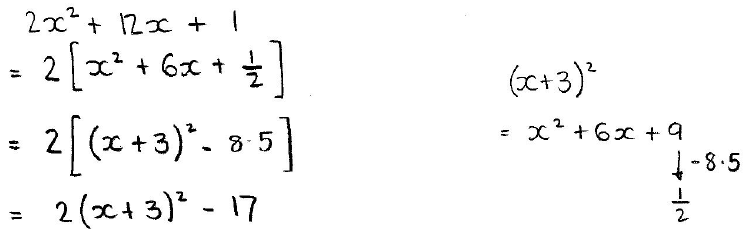 2x² + 12x + 1
= 2[x² + 6x + 1/2]
= 2[(x+3)² - 8·5]
= 2(x+3)² - 17
(x+3)²
= x² + 6x + 9
↓ -8·5
1/2